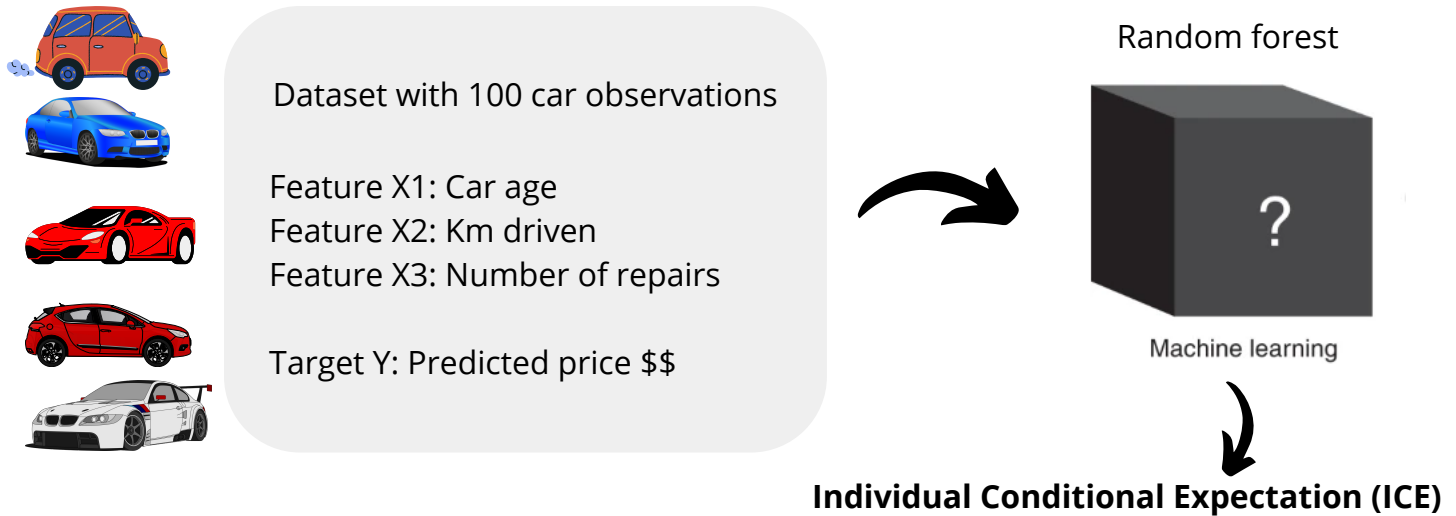 Dataset with 100 car observations
Feature X1: Car age
Feature X2: Km driven
Feature X3: Number of repairs
Target Y: Predicted price $$
Random forest
?
Machine learning
Individual Conditional Expectation (ICE)